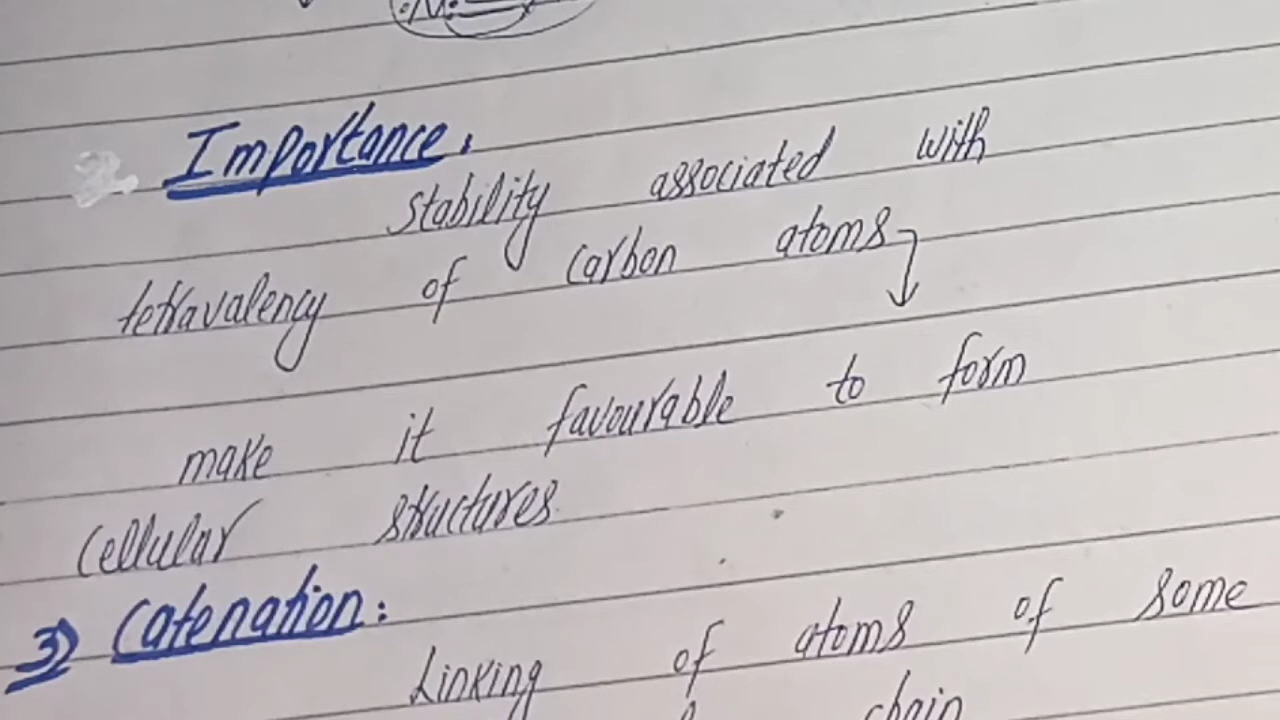 :N:
Importance.
stability associated with
tetravalency of carbon atoms
make it favourable to form
cellular structures.
3) Catenation:
Linking of atoms of some
chain